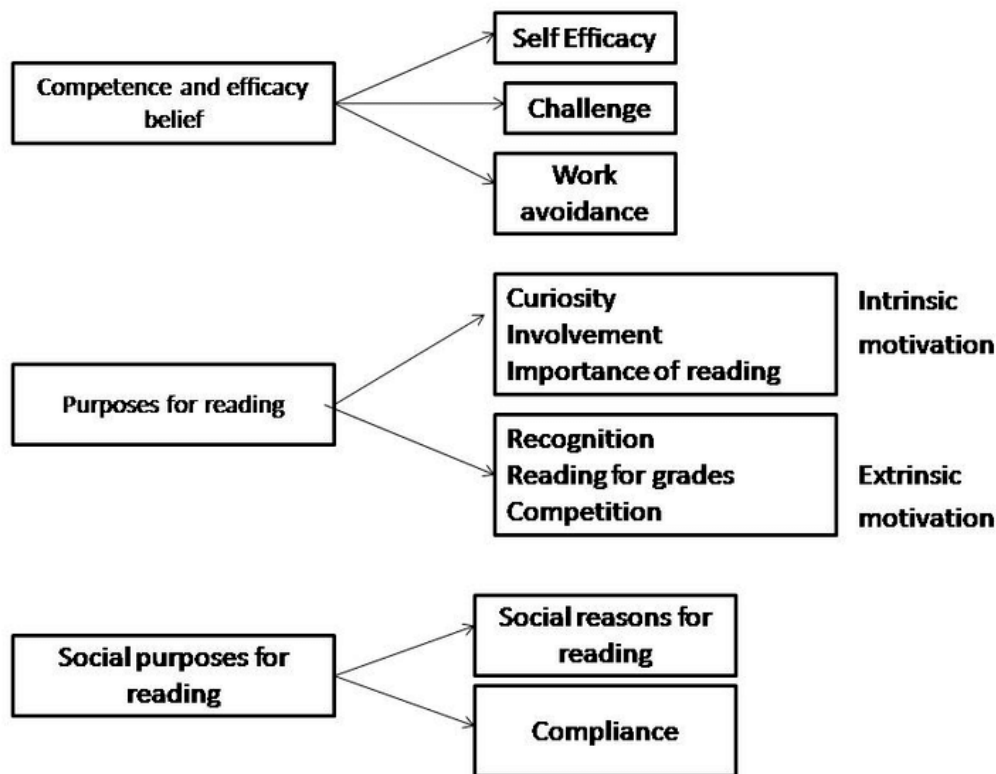 Competence and efficacy
belief
Self Efficacy
Challenge
Work
avoidance
Purposes for reading
Curiosity
Involvement
Importance of reading
Intrinsic
motivation
Recognition
Reading for grades
Competition
Extrinsic
motivation
Social purposes for
reading
Social reasons for
reading
Compliance